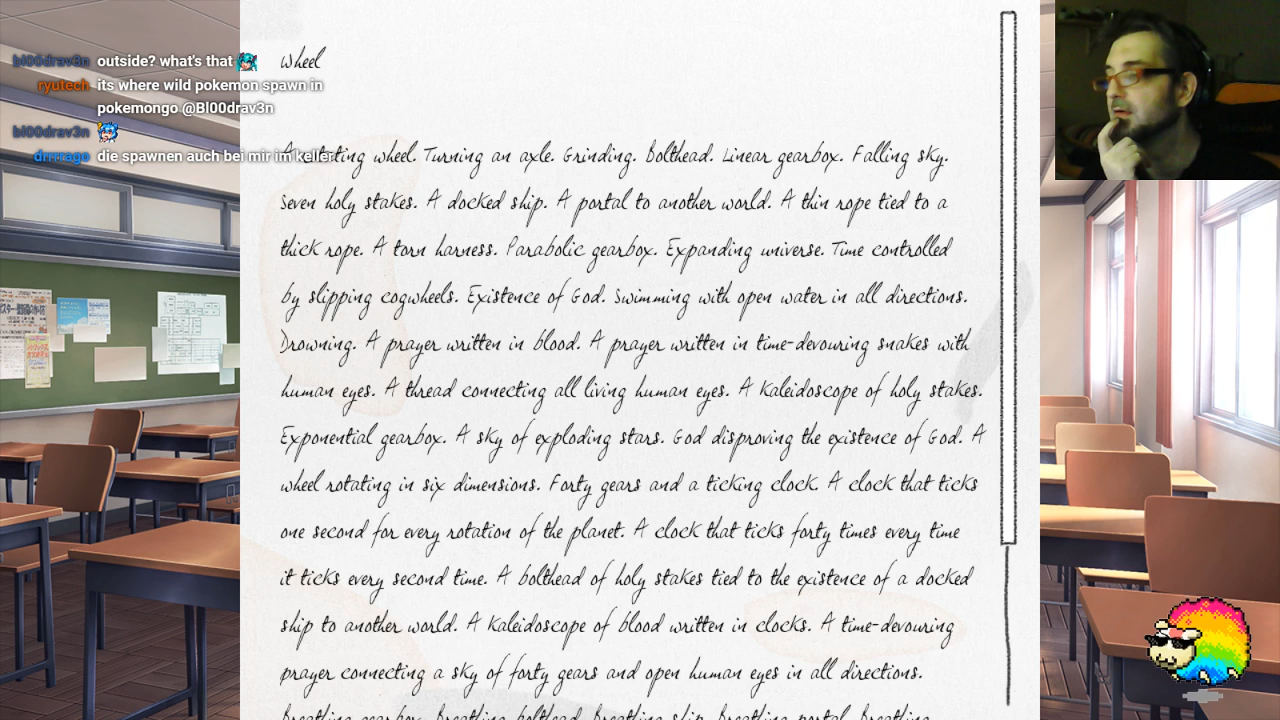 bl00drav3n outside? what's that
ryutech its where wild pokemon spawn in
pokemongo @Bl00drav3n
bl00drav3n
drrrrago die spawnen auch bei mir im keller
wheel
A rotating wheel. Turning an axle. Grinding. Bolthead. Linear gearbox. Falling sky.
Seven holy stakes. A docked ship. A portal to another world. A thin rope tied to a
thick rope. A torn harness. Parabolic gearbox. Expanding universe. Time controlled
by slipping cogwheels. Existence of God. Swimming with open water in all directions.
Drowning. A prayer written in blood. A prayer written in time-devouring snakes with
human eyes. A thread connecting all living human eyes. A kaleidoscope of holy stakes.
Exponential gearbox. A sky of exploding stars. God disproving the existence of God. A
wheel rotating in six dimensions. Forty gears and a ticking clock. A clock that ticks
one second for every rotation of the planet. A clock that ticks forty times every time
it ticks every second time. A bolthead of holy stakes tied to the existence of a docked
ship to another world. A kaleidoscope of blood written in clocks. A time-devouring
prayer connecting a sky of forty gears and open human eyes in all directions.
Breathing gearbox. Breathing bolthead. Breathing ship. Breathing portal. Breathing